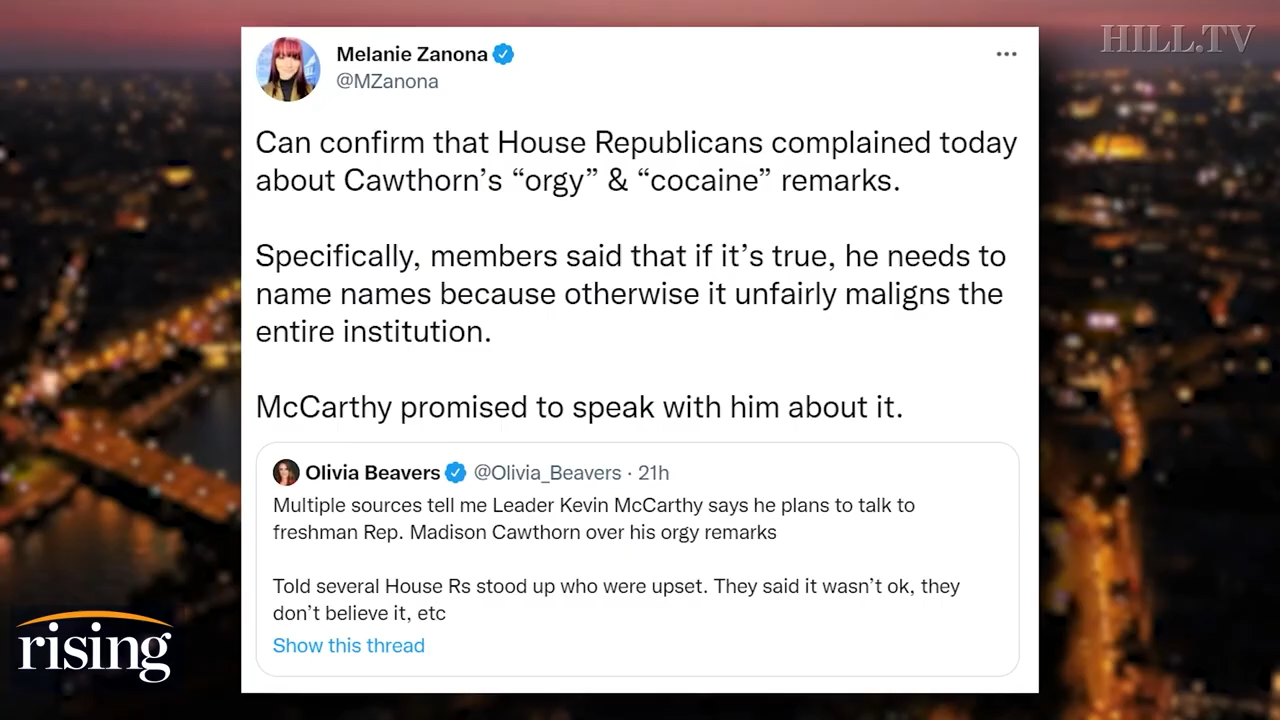 HILL.TV
Melanie Zanona
@MZanona
Can confirm that House Republicans complained today
about Cawthorn’s “orgy” & “cocaine” remarks.
Specifically, members said that if it’s true, he needs to
name names because otherwise it unfairly maligns the
entire institution.
McCarthy promised to speak with him about it.
Olivia Beavers @Olivia_Beavers · 21h
Multiple sources tell me Leader Kevin McCarthy says he plans to talk to
freshman Rep. Madison Cawthorn over his orgy remarks
Told several House Rs stood up who were upset. They said it wasn’t ok, they
don’t believe it, etc
Show this thread
rising